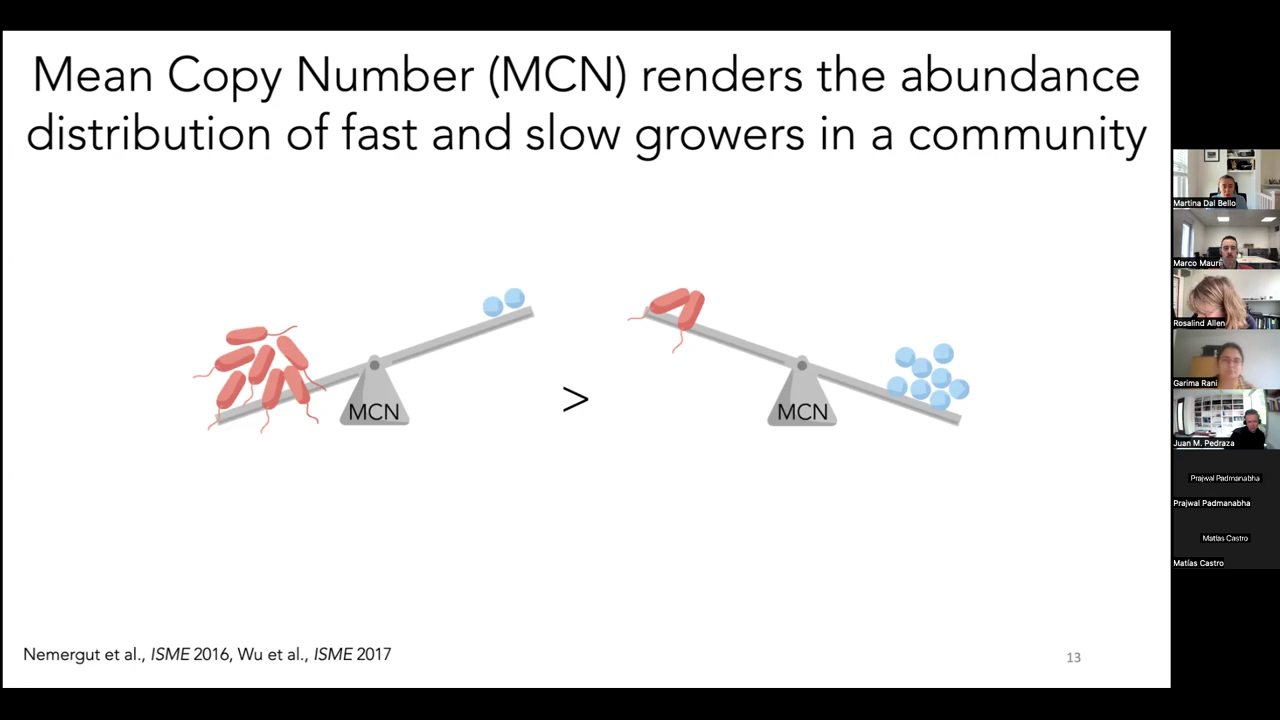 Mean Copy Number (MCN) renders the abundance
distribution of fast and slow growers in a community
MCN
>
MCN
Nemergut et al., ISME 2016, Wu et al., ISME 2017
13
Martina Dal Bello
Marco Mauri
Rosalind Allen
Garima Rani
Juan M. Pedraza
Prajwal Padmanabha
Prajwal Padmanabha
Matías Castro
Matías Castro